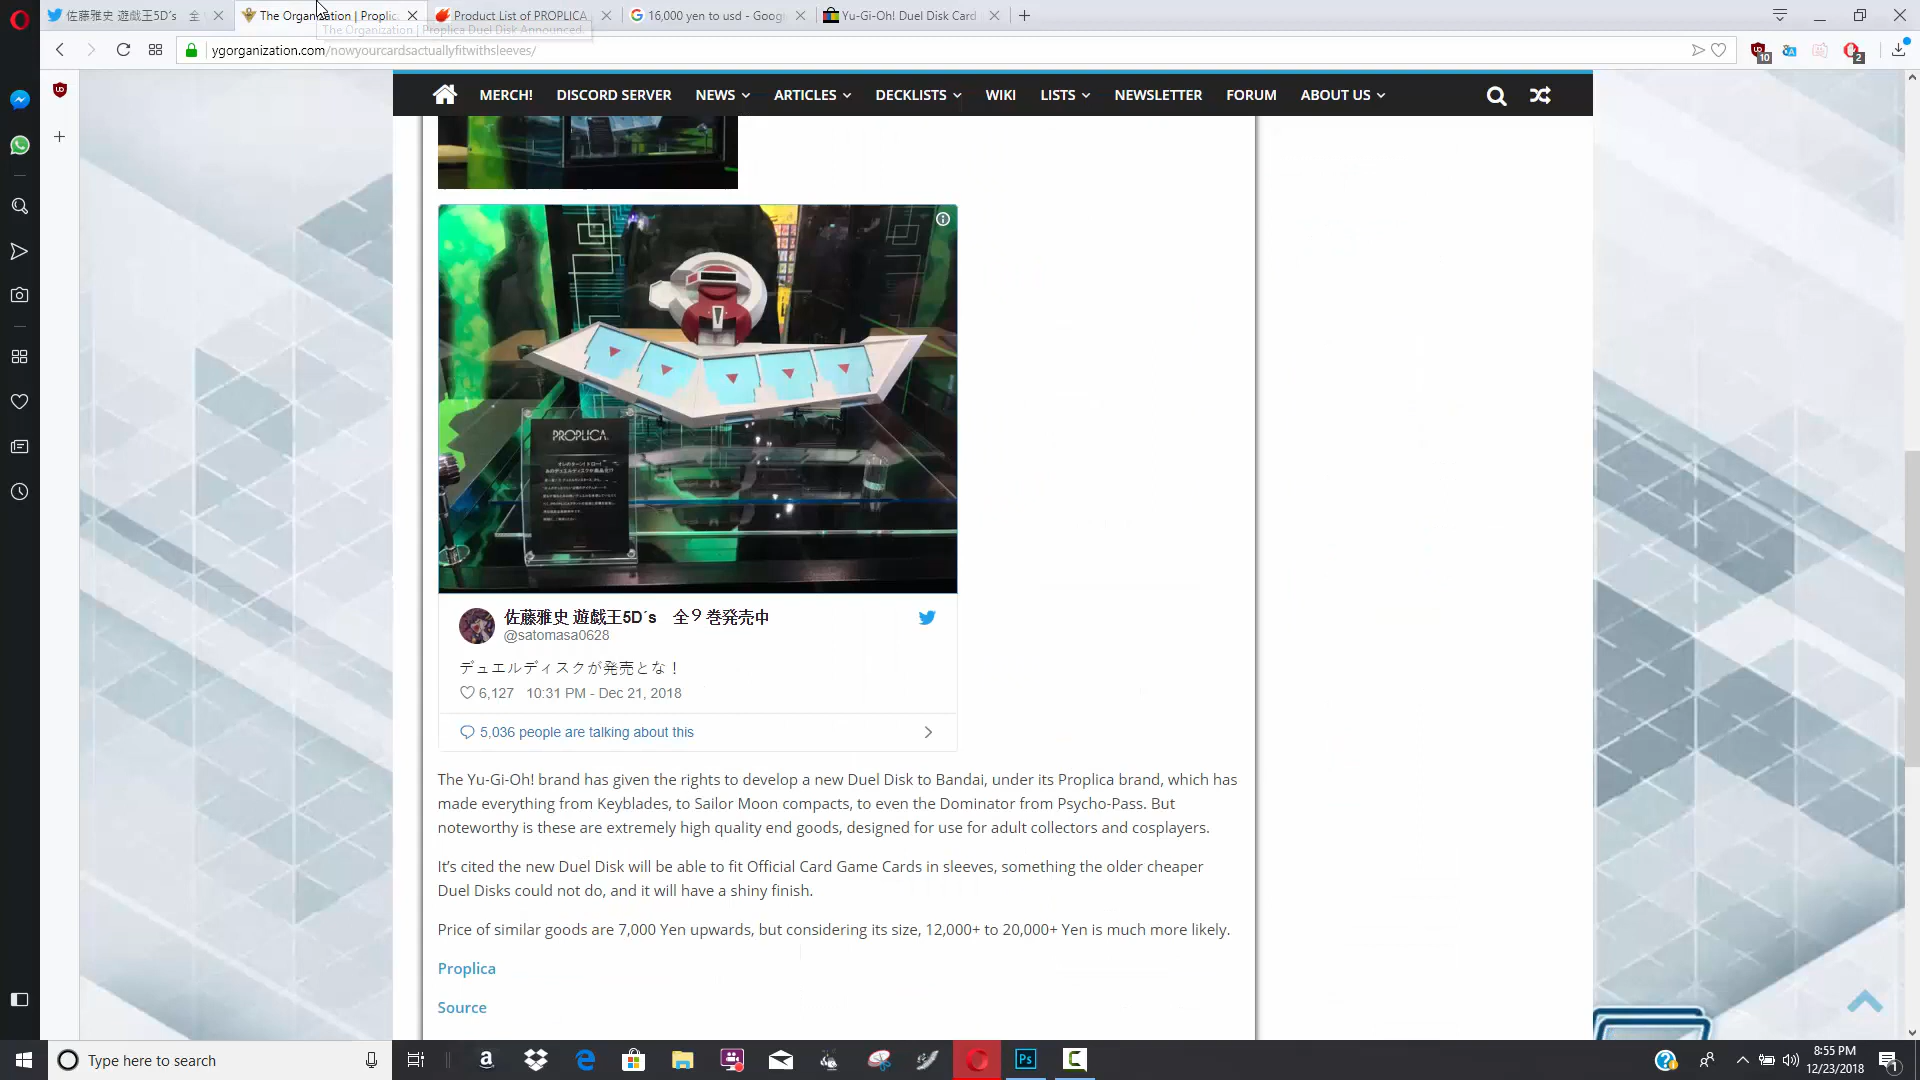 佐藤雅史 遊戯王5D´s 全
The Organization | Proplic
Product List of PROPLICA
16,000 yen to usd - Goog
Yu-Gi-Oh! Duel Disk Card
The Organization | Proplica Duel Disk Announced.
ygorganization.com/nowyourcardsactuallyfitwithsleeves/
10
2
MERCH!
DISCORD SERVER
NEWS
ARTICLES
DECKLISTS
WIKI
LISTS
NEWSLETTER
FORUM
ABOUT US
PROPLICA
佐藤雅史 遊戯王5D´s 全９巻発売中
@satomasa0628
デュエルディスクが発売とな！
6,127 10:31 PM - Dec 21, 2018
5,036 people are talking about this
The Yu-Gi-Oh! brand has given the rights to develop a new Duel Disk to Bandai, under its Proplica brand, which has
made everything from Keyblades, to Sailor Moon compacts, to even the Dominator from Psycho-Pass. But
noteworthy is these are extremely high quality end goods, designed for use for adult collectors and cosplayers.
It’s cited the new Duel Disk will be able to fit Official Card Game Cards in sleeves, something the older cheaper
Duel Disks could not do, and it will have a shiny finish.
Price of similar goods are 7,000 Yen upwards, but considering its size, 12,000+ to 20,000+ Yen is much more likely.
Proplica
Source
Type here to search
8:55 PM
12/23/2018
1